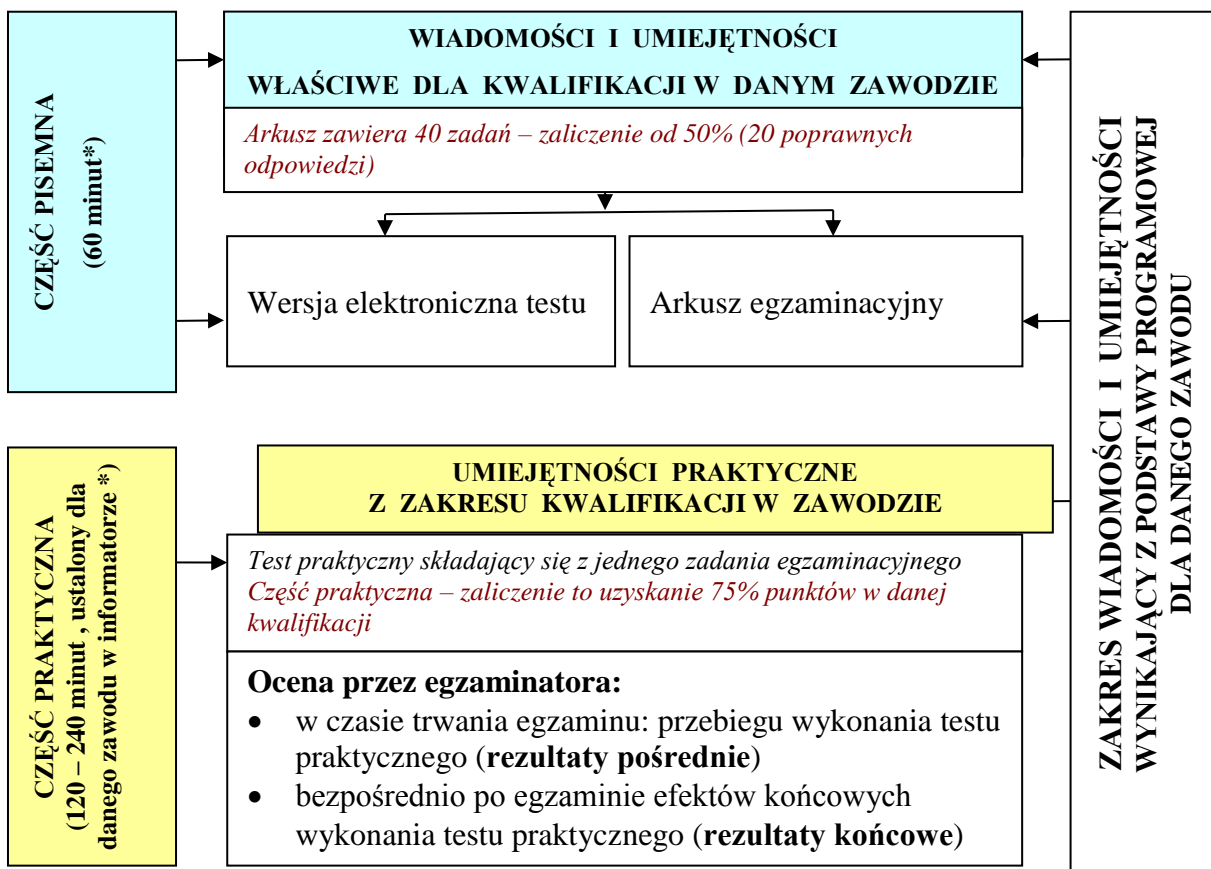 CZĘŚĆ PISEMNA
(60 minut*)
WIADOMOŚCI I UMIEJĘTNOŚCI
WŁAŚCIWE DLA KWALIFIKACJI W DANYM ZAWODZIE
Arkusz zawiera 40 zadań – zaliczenie od 50% (20 poprawnych
odpowiedzi)
Wersja elektroniczna testu
Arkusz egzaminacyjny
CZĘŚĆ PRAKTYCZNA
(120 – 240 minut , ustalony dla
danego zawodu w informatorze *)
UMIEJĘTNOŚCI PRAKTYCZNE
Z ZAKRESU KWALIFIKACJI W ZAWODZIE
Test praktyczny składający się z jednego zadania egzaminacyjnego
Część praktyczna – zaliczenie to uzyskanie 75% punktów w danej
kwalifikacji
Ocena przez egzaminatora:
• w czasie trwania egzaminu: przebiegu wykonania testu
praktycznego (rezultaty pośrednie)
• bezpośrednio po egzaminie efektów końcowych
wykonania testu praktycznego (rezultaty końcowe)
ZAKRES WIADOMOŚCI I UMIEJĘTNOŚCI
WYNIKAJĄCY Z PODSTAWY PROGRAMOWEJ
DLA DANEGO ZAWODU